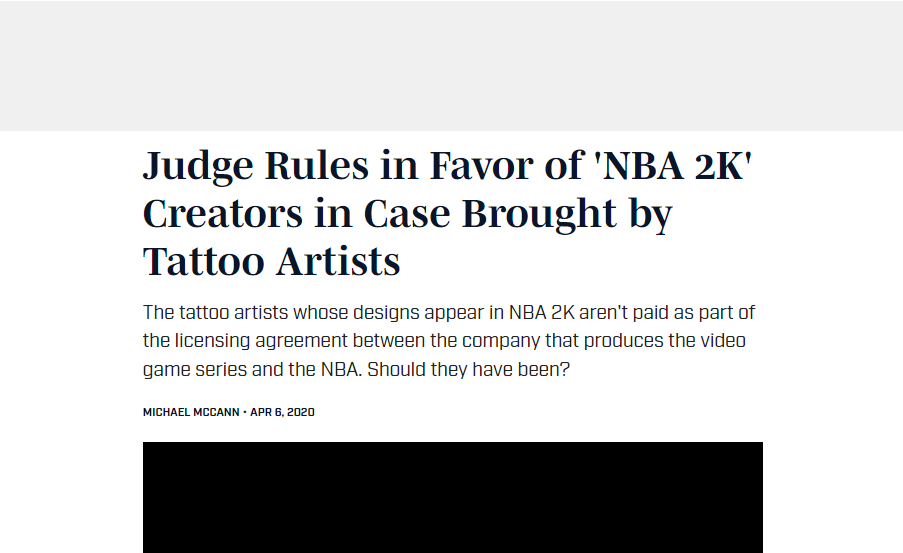 Judge Rules in Favor of 'NBA 2K'
Creators in Case Brought by
Tattoo Artists
The tattoo artists whose designs appear in NBA 2K aren't paid as part of
the licensing agreement between the company that produces the video
game series and the NBA. Should they have been?
MICHAEL MCCANN • APR 6, 2020